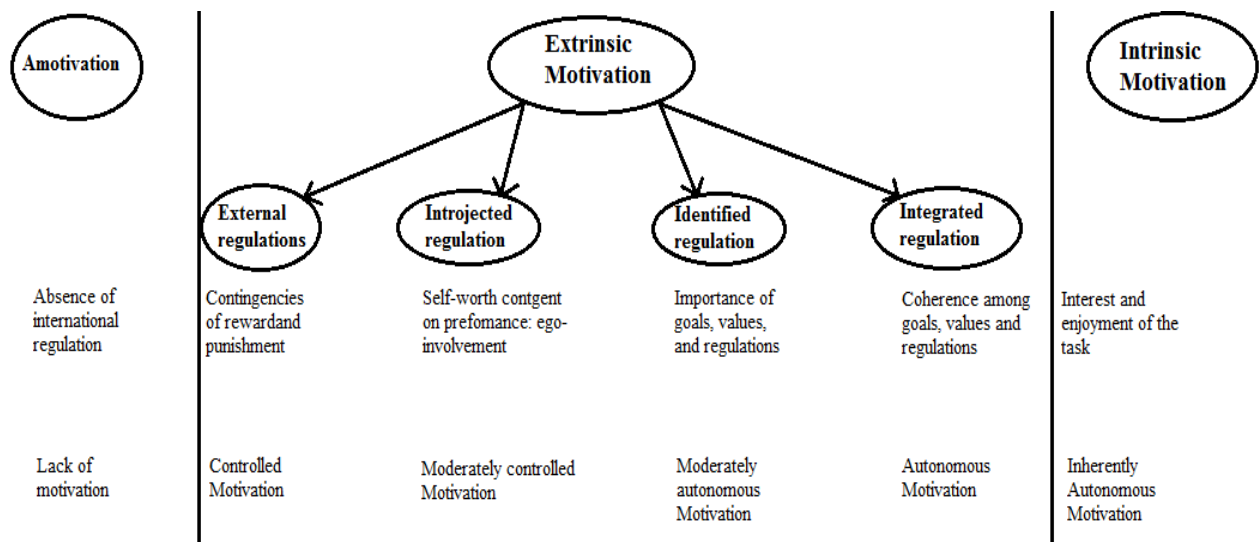 Amotivation
Extrinsic
Motivation
Intrinsic
Motivation
External
regulations
Introjected
regulation
Identified
regulation
Integrated
regulation
Absence of
international
regulation
Contingencies
of rewardand
punishment
Self-worth contgent
on prefomance: ego-
involvement
Importance of
goals, values,
and regulations
Coherence among
goals, values and
regulations
Interest and
enjoyment of the
task
Lack of
motivation
Controlled
Motivation
Moderately controlled
Motivation
Moderately
autonomous
Motivation
Autonomous
Motivation
Inherently
Autonomous
Motivation